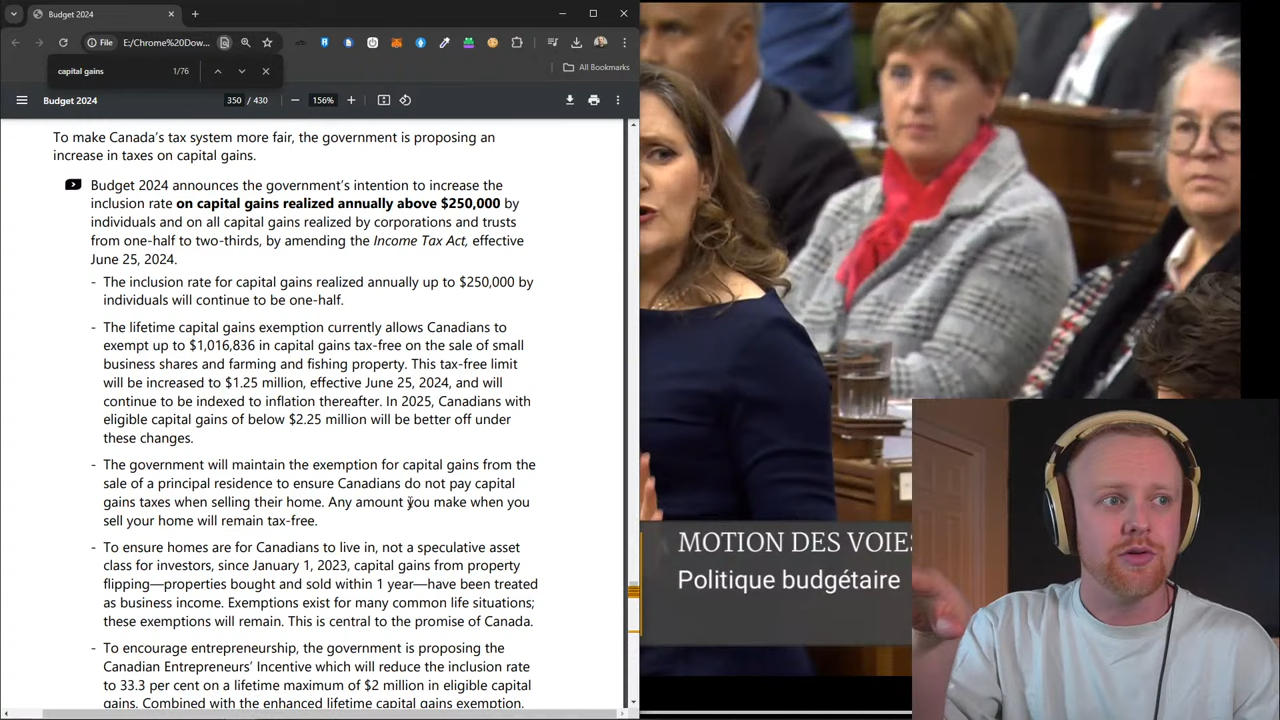 Budget 2024
File
E:/Chrome%20Dow...
capital gains
1/76
All Bookmarks
Budget 2024
350 / 430
156%
To make Canada's tax system more fair, the government is proposing an
increase in taxes on capital gains.
Budget 2024 announces the government's intention to increase the
inclusion rate on capital gains realized annually above $250,000 by
individuals and on all capital gains realized by corporations and trusts
from one-half to two-thirds, by amending the Income Tax Act, effective
June 25, 2024.
- The inclusion rate for capital gains realized annually up to $250,000 by
individuals will continue to be one-half.
- The lifetime capital gains exemption currently allows Canadians to
exempt up to $1,016,836 in capital gains tax-free on the sale of small
business shares and farming and fishing property. This tax-free limit
will be increased to $1.25 million, effective June 25, 2024, and will
continue to be indexed to inflation thereafter. In 2025, Canadians with
eligible capital gains of below $2.25 million will be better off under
these changes.
- The government will maintain the exemption for capital gains from the
sale of a principal residence to ensure Canadians do not pay capital
gains taxes when selling their home. Any amount you make when you
sell your home will remain tax-free.
- To ensure homes are for Canadians to live in, not a speculative asset
class for investors, since January 1, 2023, capital gains from property
flipping—properties bought and sold within 1 year—have been treated
as business income. Exemptions exist for many common life situations;
these exemptions will remain. This is central to the promise of Canada.
- To encourage entrepreneurship, the government is proposing the
Canadian Entrepreneurs' Incentive which will reduce the inclusion rate
to 33.3 per cent on a lifetime maximum of $2 million in eligible capital
gains. Combined with the enhanced lifetime capital gains exemption,
MOTION DES VOIES
Politique budgétaire